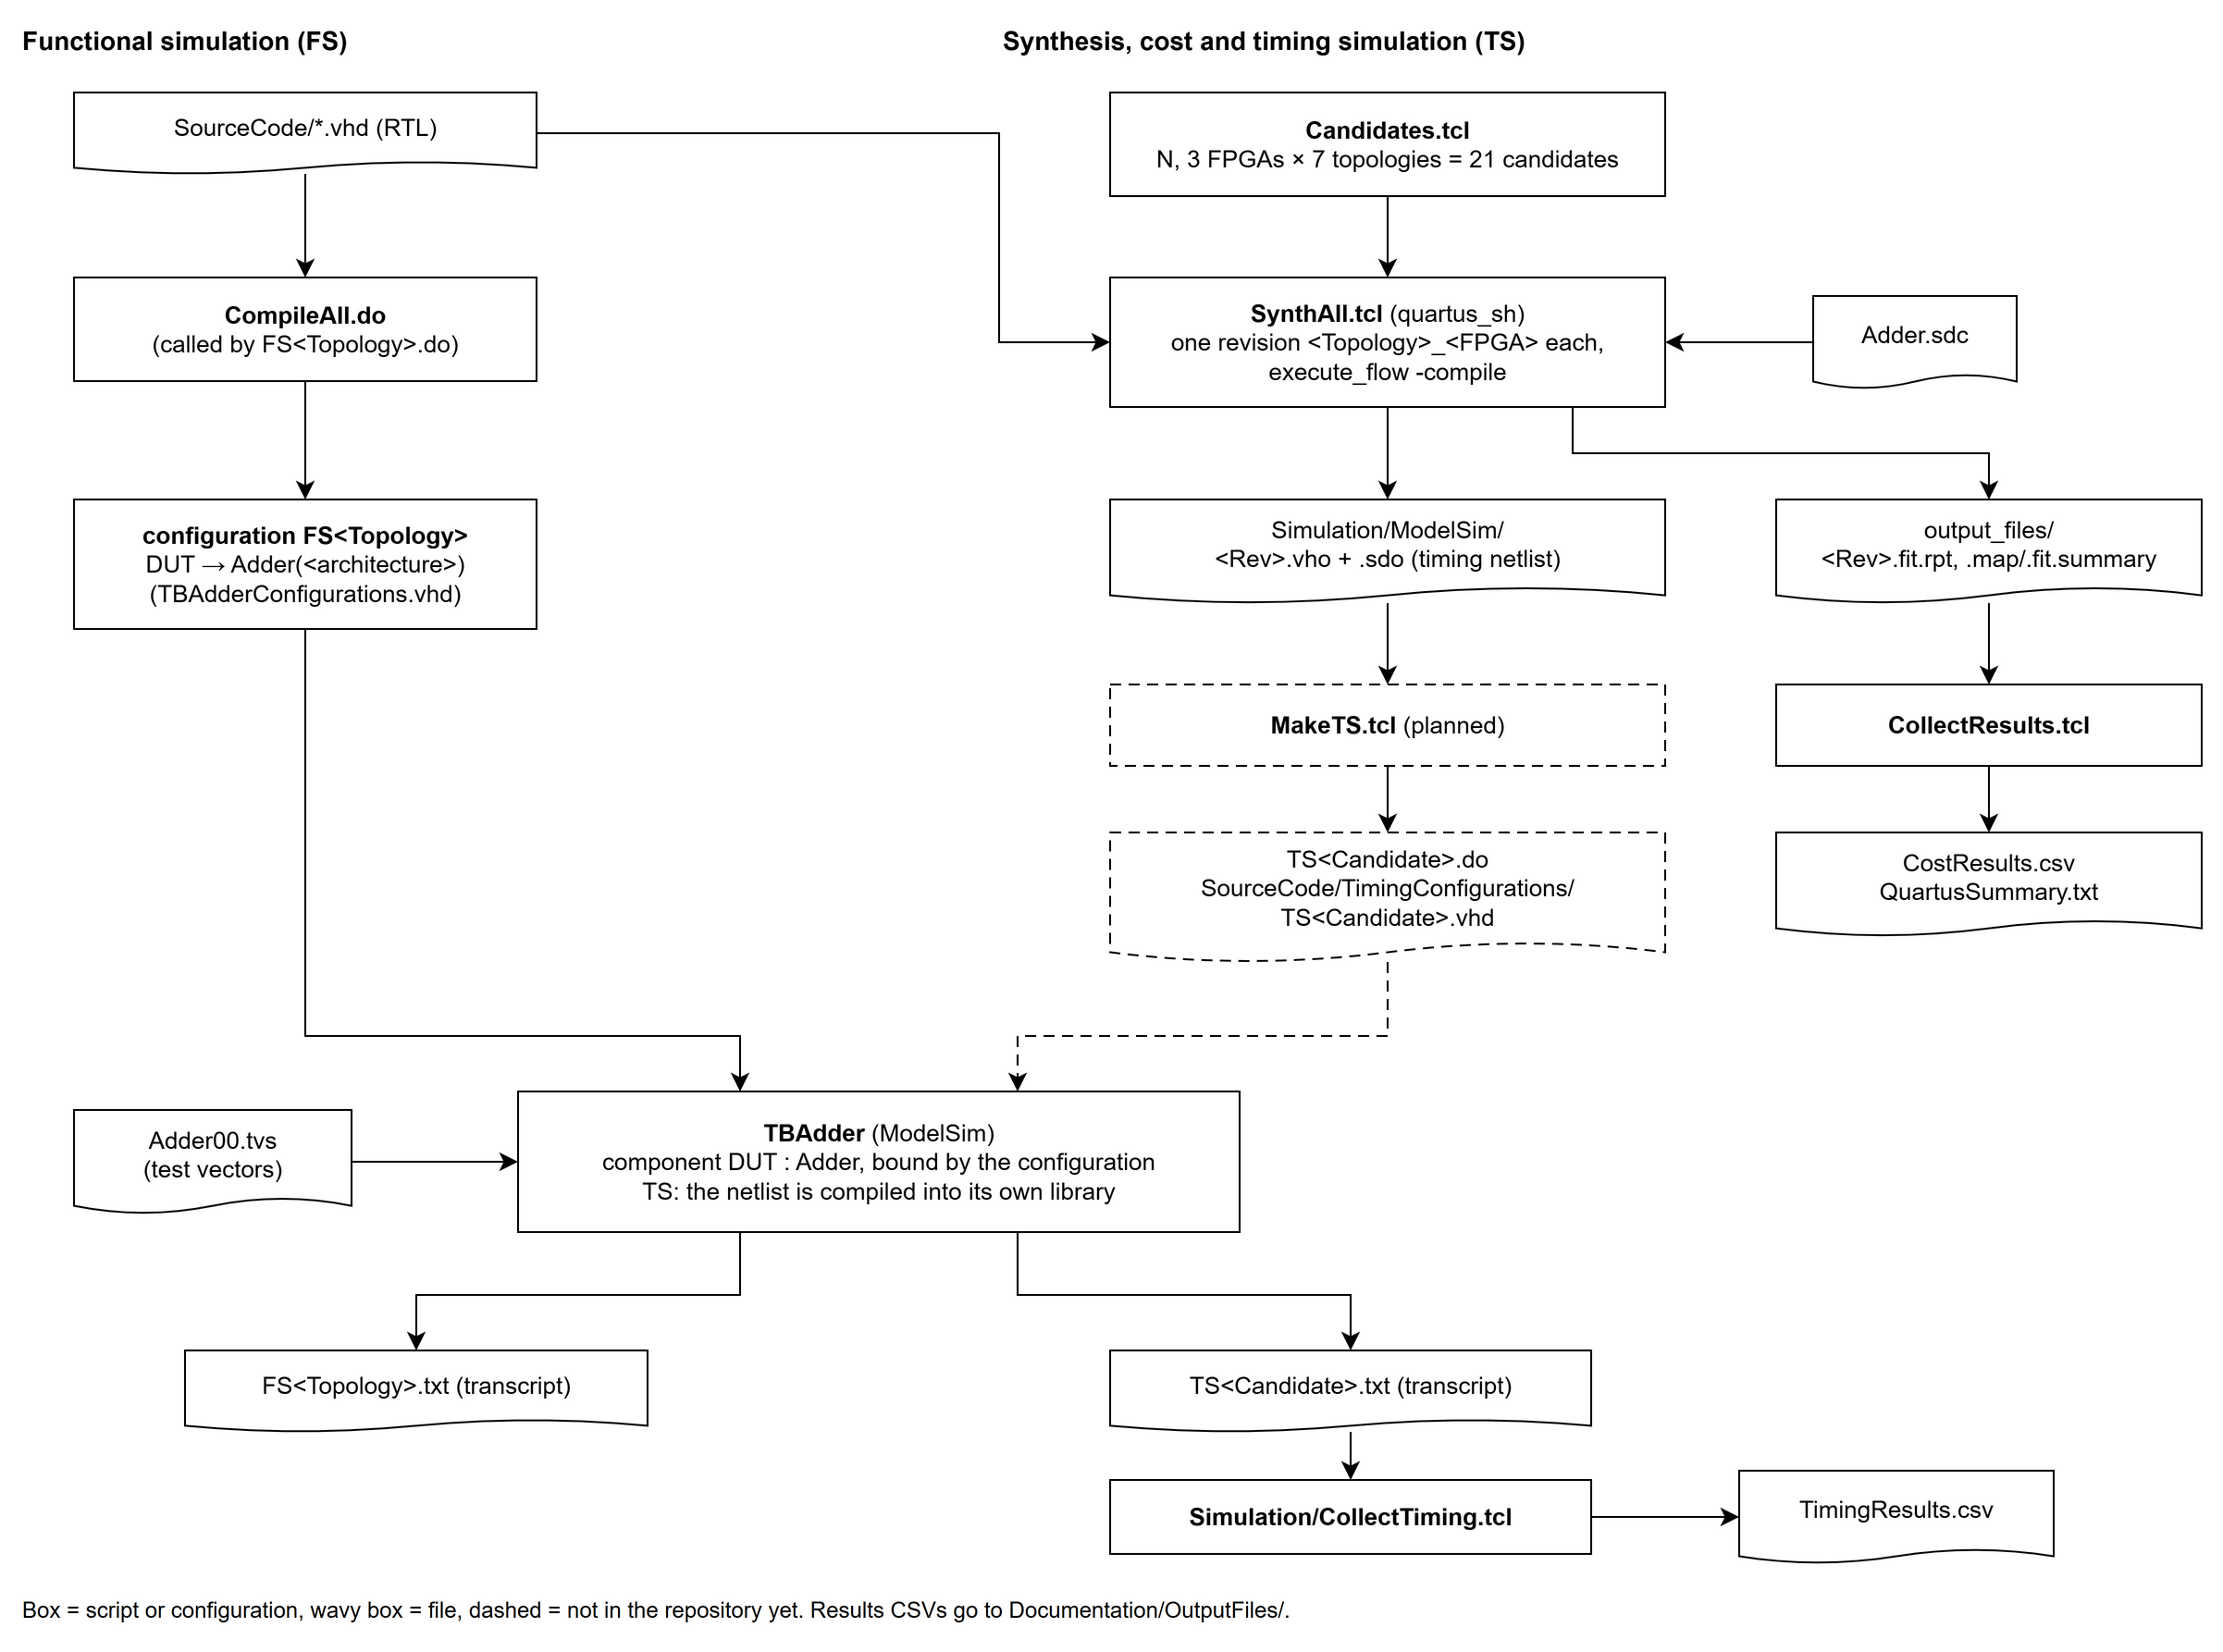 Functional simulation (FS)
Synthesis, cost and timing simulation (TS)
SourceCode/*.vhd (RTL)
Candidates.tcl
N, 3 FPGAs × 7 topologies = 21 candidates
CompileAll.do
(called by FS<Topology>.do)
SynthAll.tcl (quartus_sh)
one revision <Topology>_<FPGA> each,
execute_flow -compile
Adder.sdc
configuration FS<Topology>
DUT → Adder(<architecture>)
(TBAdderConfigurations.vhd)
Simulation/ModelSim/
<Rev>.vho + .sdo (timing netlist)
output_files/
<Rev>.fit.rpt, .map/.fit.summary
MakeTS.tcl (planned)
CollectResults.tcl
TS<Candidate>.do
SourceCode/TimingConfigurations/
TS<Candidate>.vhd
CostResults.csv
QuartusSummary.txt
Adder00.tvs
(test vectors)
TBAdder (ModelSim)
component DUT : Adder, bound by the configuration
TS: the netlist is compiled into its own library
FS<Topology>.txt (transcript)
TS<Candidate>.txt (transcript)
Simulation/CollectTiming.tcl
TimingResults.csv
Box = script or configuration, wavy box = file, dashed = not in the repository yet. Results CSVs go to Documentation/OutputFiles/.